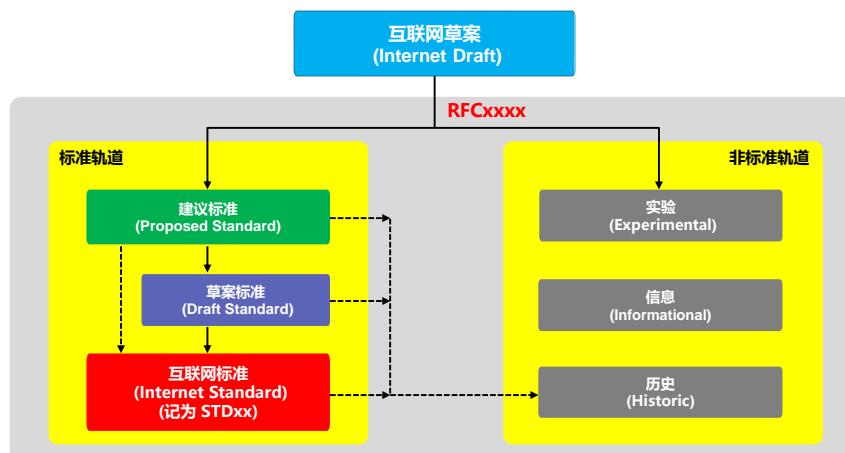 互联网草案
(Internet Draft)
RFCxxxx
标准轨道
建议标准
(Proposed Standard)
草案标准
(Draft Standard)
互联网标准
(Internet Standard)
(记为 STDxx)
非标准轨道
实验
(Experimental)
信息
(Informational)
历史
(Historic)